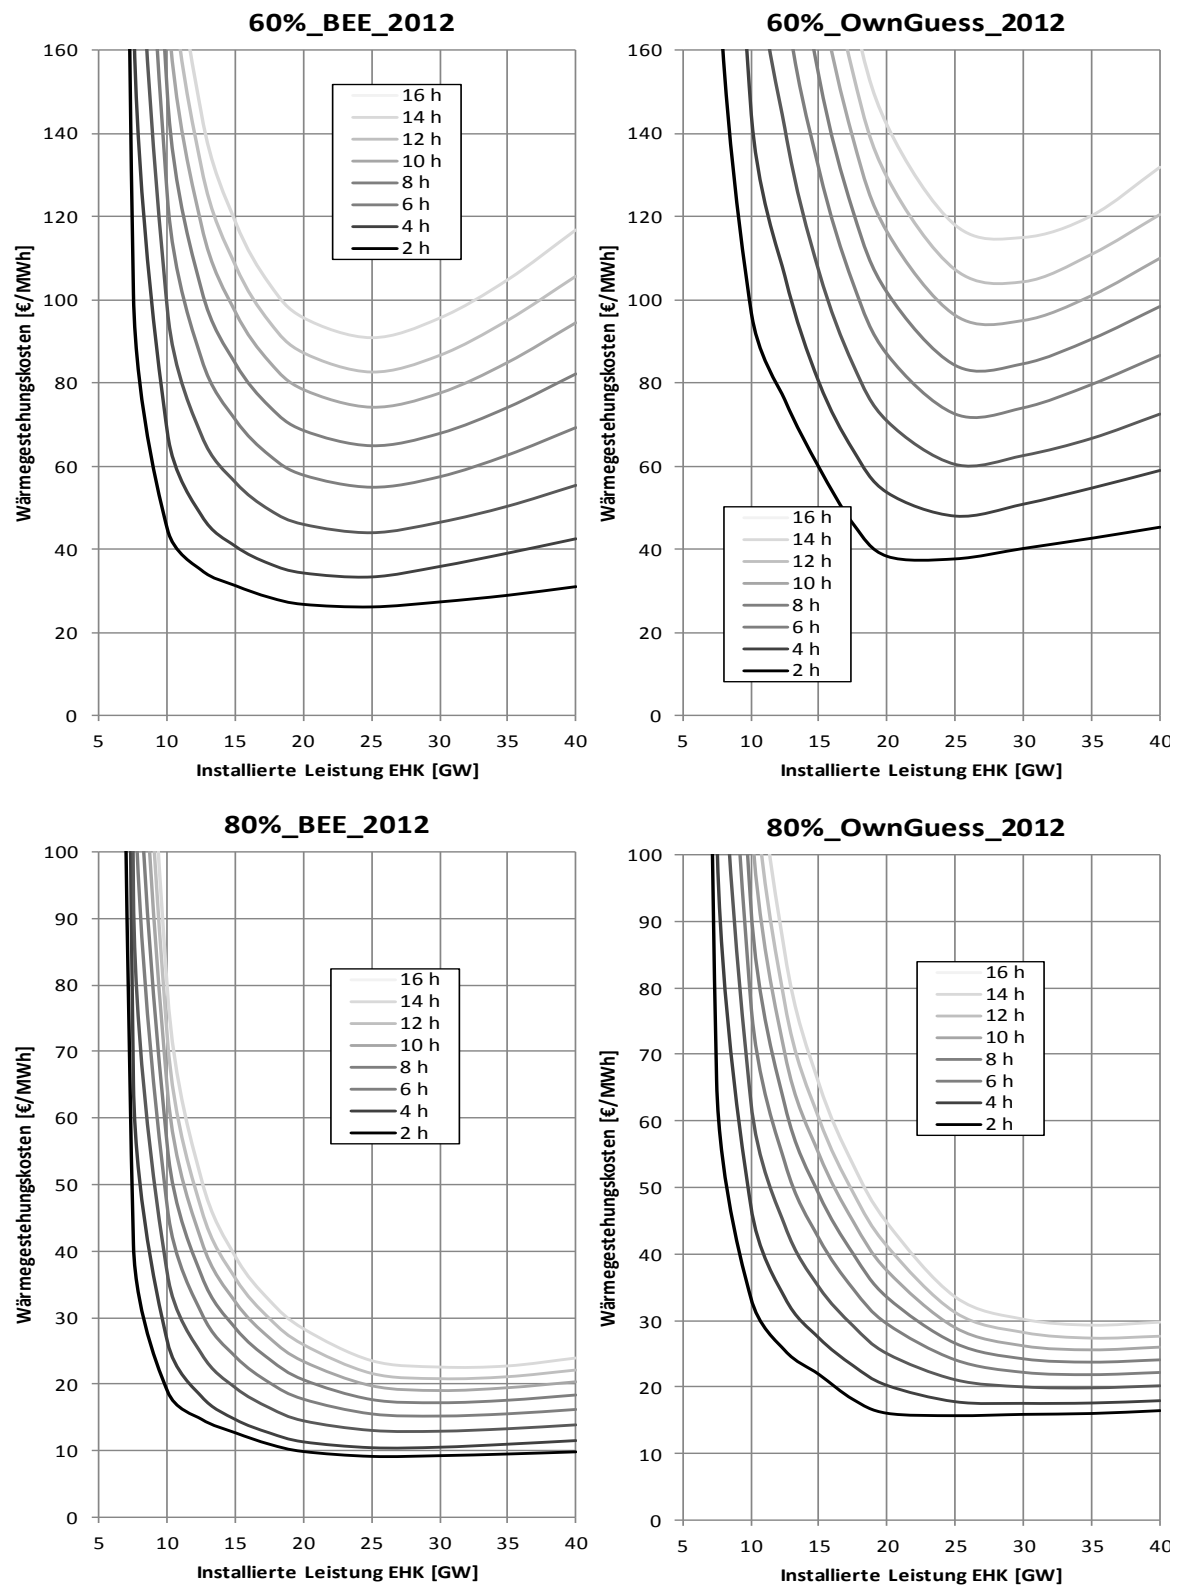 60%_BEE_2012
160
140
120
100
80
60
40
20
0
Wärmegestehungskosten [€/MWh]
16 h
14 h
12 h
10 h
8 h
6 h
4 h
2 h
5 10 15 20 25 30 35 40
Installierte Leistung EHK [GW]
60%_OwnGuess_2012
160
140
120
100
80
60
40
20
0
Wärmegestehungskosten [€/MWh]
16 h
14 h
12 h
10 h
8 h
6 h
4 h
2 h
5 10 15 20 25 30 35 40
Installierte Leistung EHK [GW]
80%_BEE_2012
100
90
80
70
60
50
40
30
20
10
0
Wärmegestehungskosten [€/MWh]
16 h
14 h
12 h
10 h
8 h
6 h
4 h
2 h
5 10 15 20 25 30 35 40
Installierte Leistung EHK [GW]
80%_OwnGuess_2012
100
90
80
70
60
50
40
30
20
10
0
Wärmegestehungskosten [€/MWh]
16 h
14 h
12 h
10 h
8 h
6 h
4 h
2 h
5 10 15 20 25 30 35 40
Installierte Leistung EHK [GW]